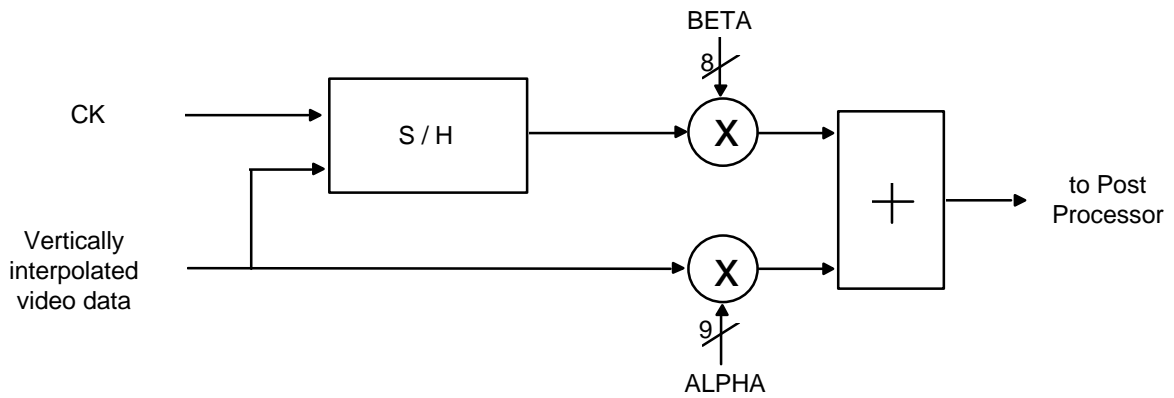 BETA
8
CK
S / H
X
+
to Post
Processor
Vertically
interpolated
video data
X
9
ALPHA